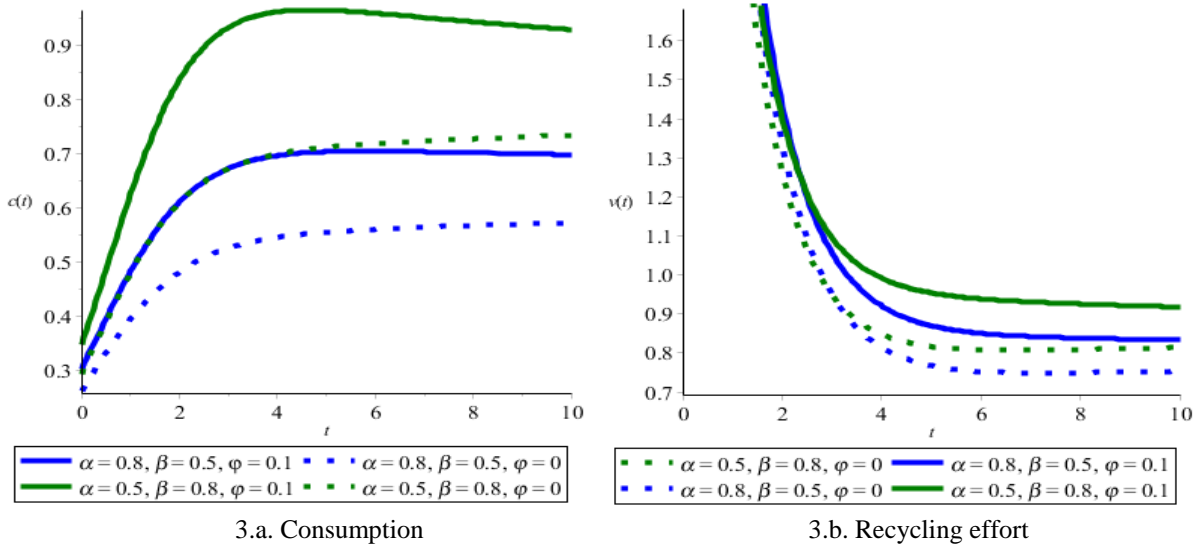 0.9
0.8
0.7
c(t)
0.6
0.5
0.4
0.3
0 2 4 6 8 10
t
α = 0.8, β = 0.5, φ = 0.1 α = 0.8, β = 0.5, φ = 0
α = 0.5, β = 0.8, φ = 0.1 α = 0.5, β = 0.8, φ = 0
3.a. Consumption
1.6
1.5
1.4
1.3
1.2
v(t)
1.1
1.0
0.9
0.8
0.7
0 2 4 6 8 10
t
α = 0.5, β = 0.8, φ = 0 α = 0.8, β = 0.5, φ = 0.1
α = 0.8, β = 0.5, φ = 0 α = 0.5, β = 0.8, φ = 0.1
3.b. Recycling effort